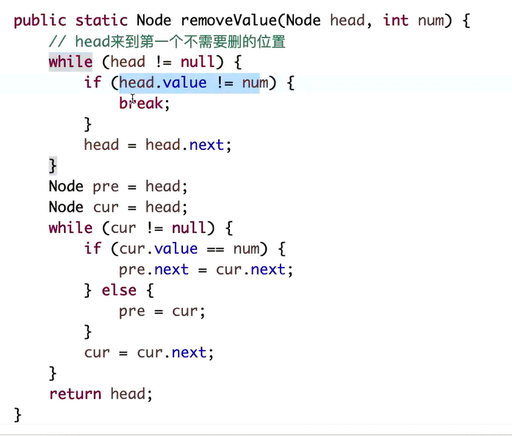 public static Node removeValue(Node head, int num) {
    // head来到第一个不需要删的位置
    while (head != null) {
        if (head.value != num) {
            break;
        }
        head = head.next;
    }
    Node pre = head;
    Node cur = head;
    while (cur != null) {
        if (cur.value == num) {
            pre.next = cur.next;
        } else {
            pre = cur;
        }
        cur = cur.next;
    }
    return head;
}